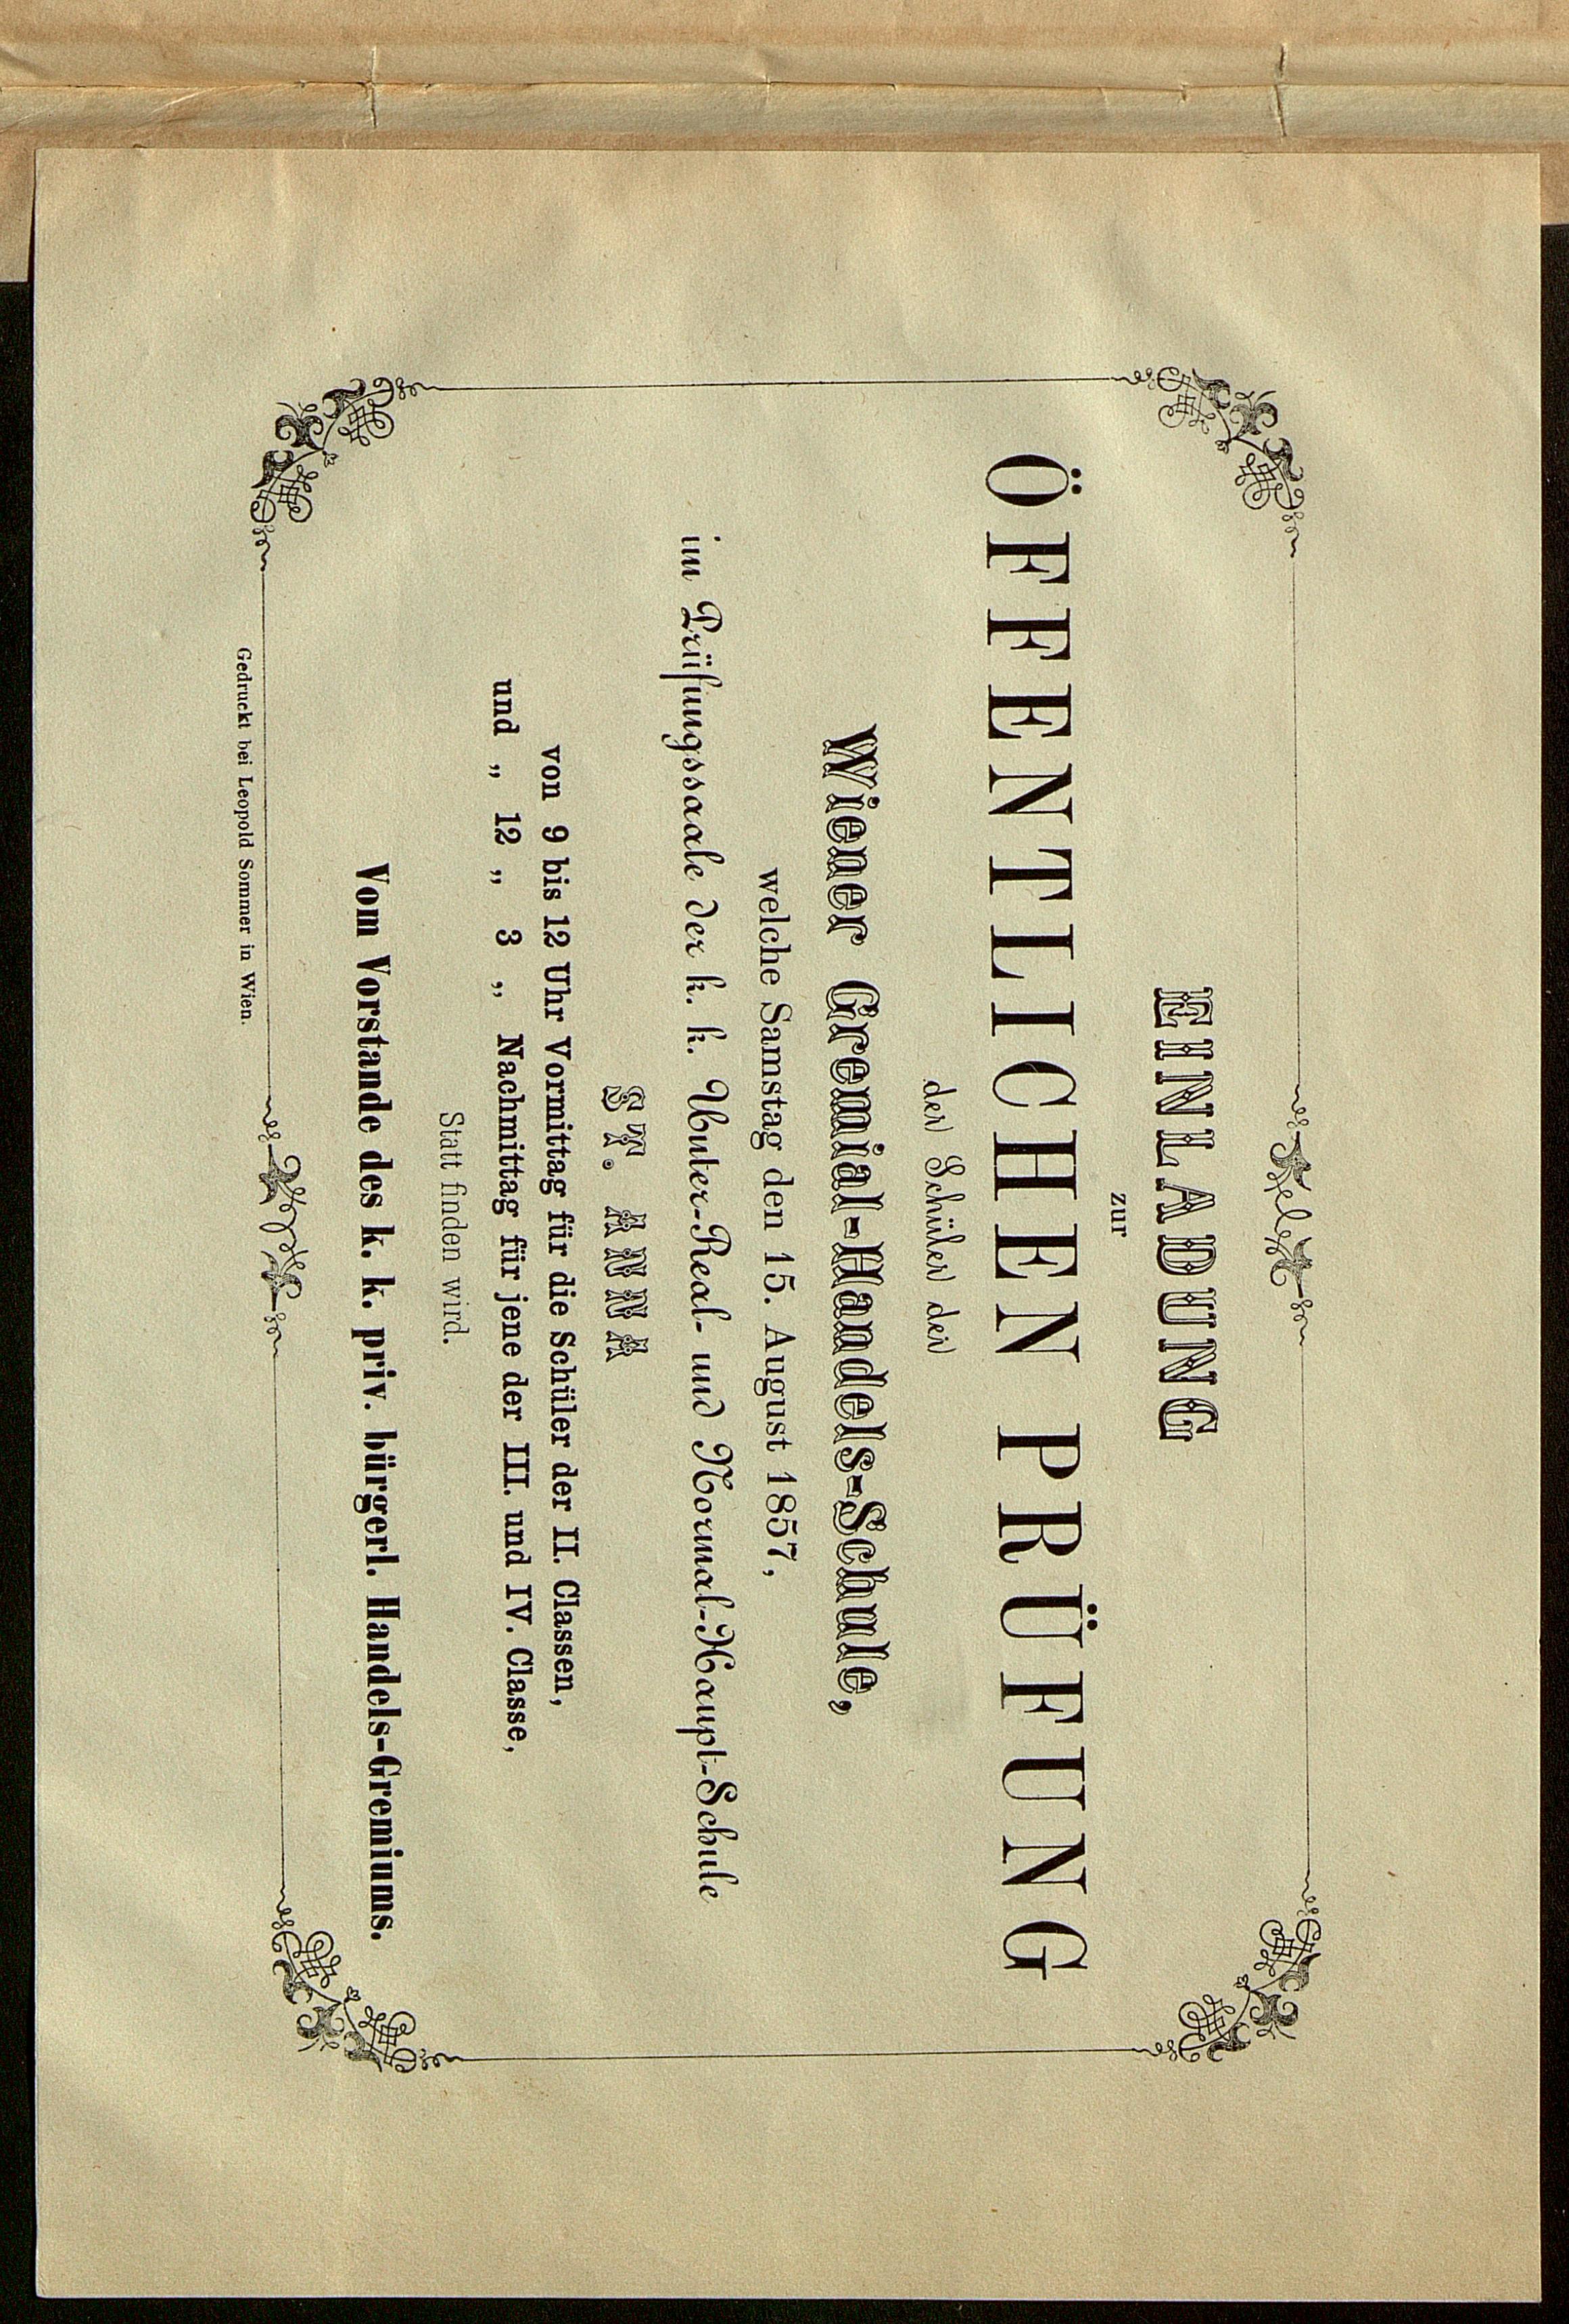 EINLADUNG
zur
ÖFFENTLICHEN PRÜFUNG
der Schüler der
Wiener Gremial-Handels-Schule,
welche Samstag den 15. August 1857,
im Prüfungssaale der k. k. Unter-Real- und Normal-Haupt-Schule
ST. ANNA
von 9 bis 12 Uhr Vormittag für die Schüler der II. Classen,
und „ 12 „ 3 „ Nachmittag für jene der III. und IV. Classe,
Statt finden wird.
Vom Vorstande des k. k. priv. bürgerl. Handels-Gremiums.
Gedruckt bei Leopold Sommer in Wien.